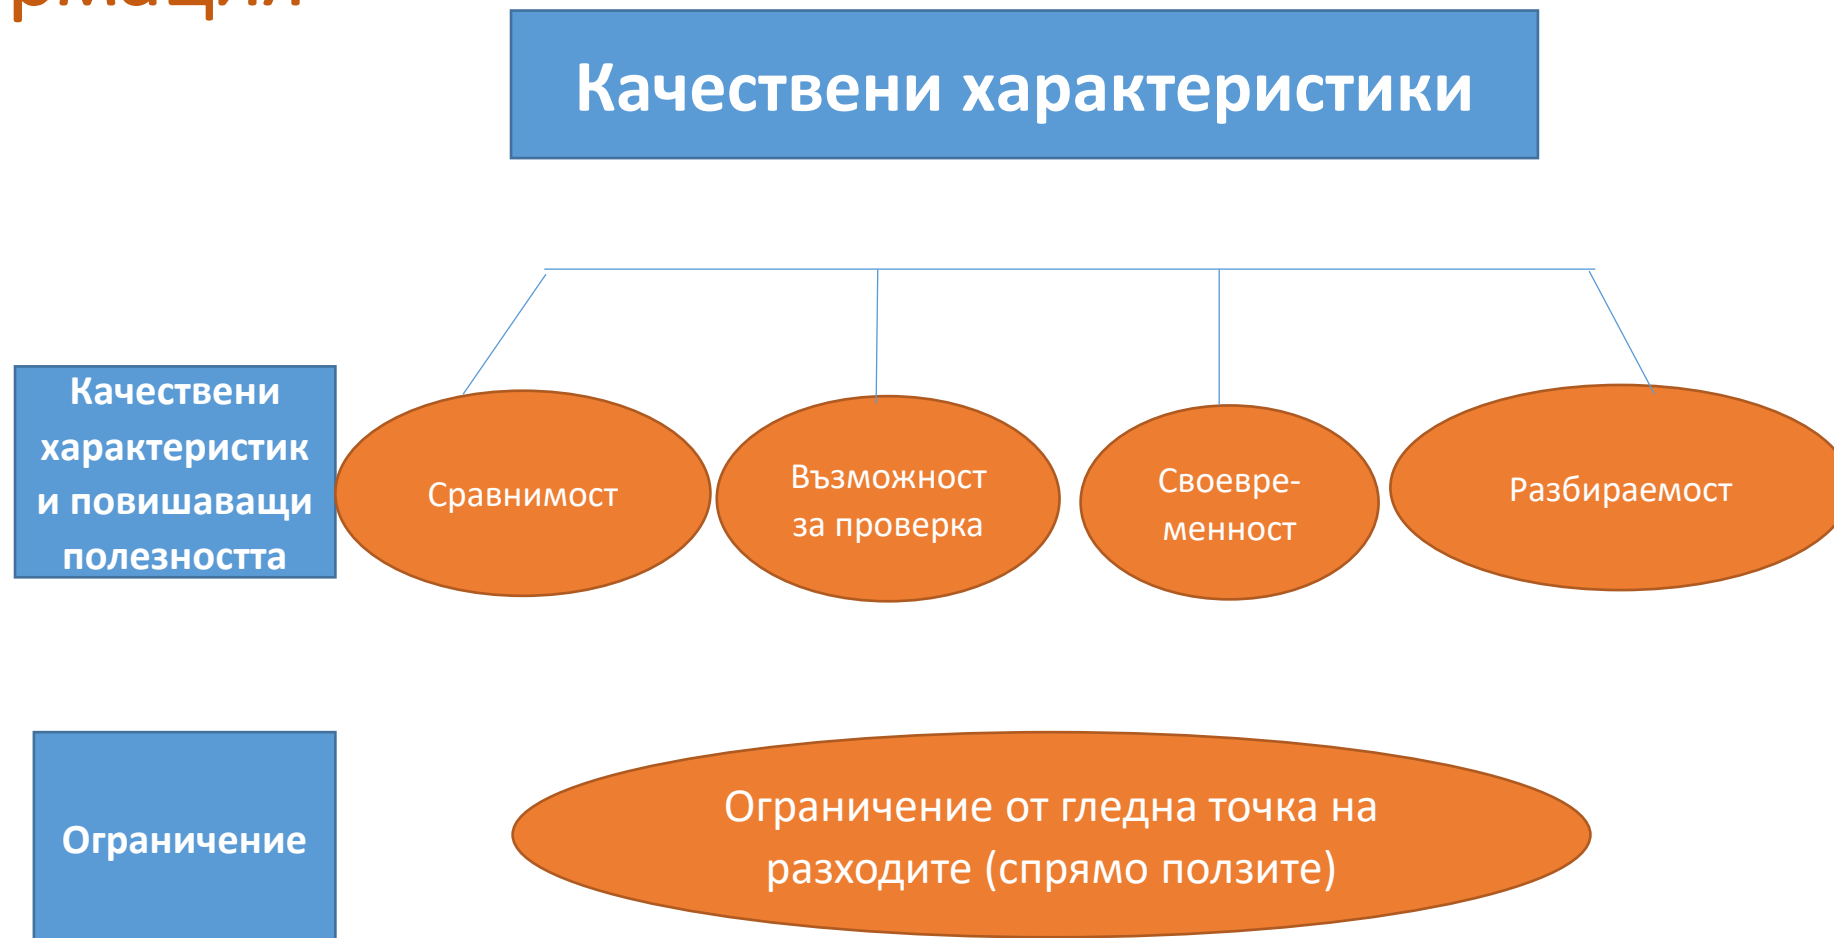 рмация
Качествени характеристики
Качествени
характеристик
и повишаващи
полезността
Сравнимост
Възможност
за проверка
Своевре-
менност
Разбираемост
Ограничение
Ограничение от гледна точка на
разходите (спрямо ползите)